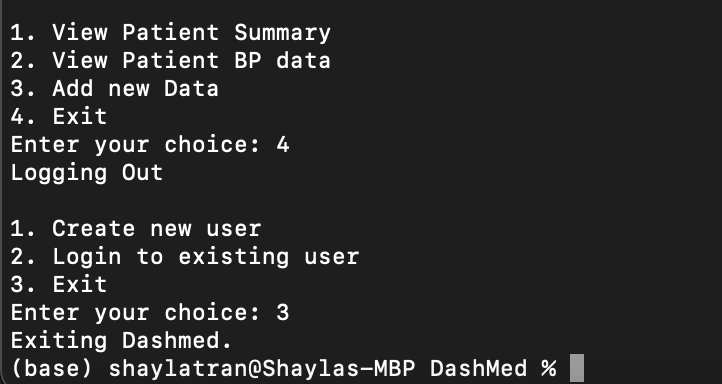 1. View Patient Summary
2. View Patient BP data
3. Add new Data
4. Exit
Enter your choice: 4
Logging Out
1. Create new user
2. Login to existing user
3. Exit
Enter your choice: 3
Exiting Dashmed.
(base) shaylatran@Shaylas-MBP DashMed %